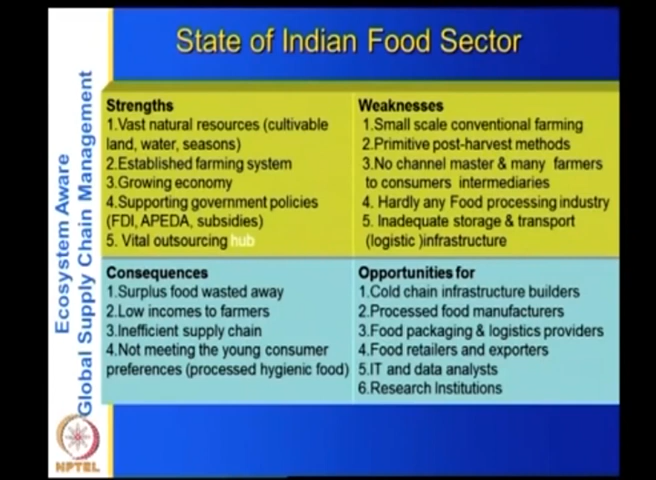 State of Indian Food Sector
Ecosystem Aware
Global Supply Chain Management
Strengths
1.Vast natural resources (cultivable
land, water, seasons)
2.Established farming system
3.Growing economy
4.Supporting government policies
(FDI, APEDA, subsidies)
5. Vital outsourcing hub
Weaknesses
1.Small scale conventional farming
2.Primitive post-harvest methods
3.No channel master & many farmers
to consumers intermediaries
4. Hardly any Food processing industry
5. Inadequate storage & transport
(logistic )infrastructure
Consequences
1.Surplus food wasted away
2.Low incomes to farmers
3.Inefficient supply chain
4.Not meeting the young consumer
preferences (processed hygienic food)
Opportunities for
1.Cold chain infrastructure builders
2.Processed food manufacturers
3.Food packaging & logistics providers
4.Food retailers and exporters
5.IT and data analysts
6.Research Institutions
NPTEL